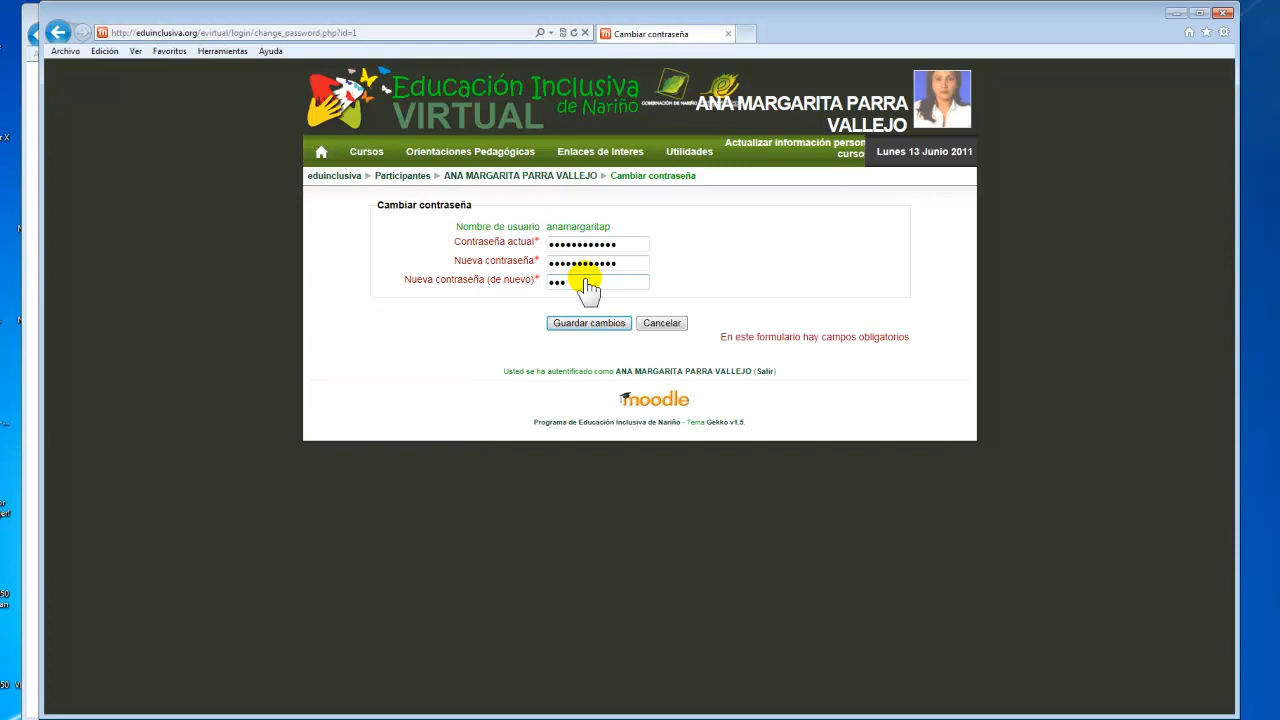 http://eduinclusiva.org/evirtual/login/change_password.php?id=1
Cambiar contraseña
Archivo Edición Ver Favoritos Herramientas Ayuda
Educación Inclusiva
de Nariño
VIRTUAL
GOBERNACIÓN DE NARIÑO
ANA MARGARITA PARRA
VALLEJO
Cursos Orientaciones Pedagógicas Enlaces de Interes Utilidades
Actualizar información person
curso
Lunes 13 Junio 2011
eduinclusiva ► Participantes ► ANA MARGARITA PARRA VALLEJO ► Cambiar contraseña
Cambiar contraseña
Nombre de usuario anamargaritap
Contraseña actual* ••••••••••••
Nueva contraseña* ••••••••••••
Nueva contraseña (de nuevo)* •••
Guardar cambios Cancelar
En este formulario hay campos obligatorios
Usted se ha autentificado como ANA MARGARITA PARRA VALLEJO (Salir)
moodle
Programa de Educación Inclusiva de Nariño - Tema Gekko v1.5.